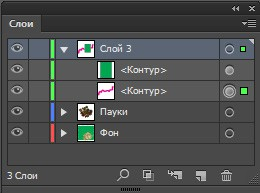 Слои
Слой 3
<Контур>
<Контур>
Пауки
Фон
3 Слои